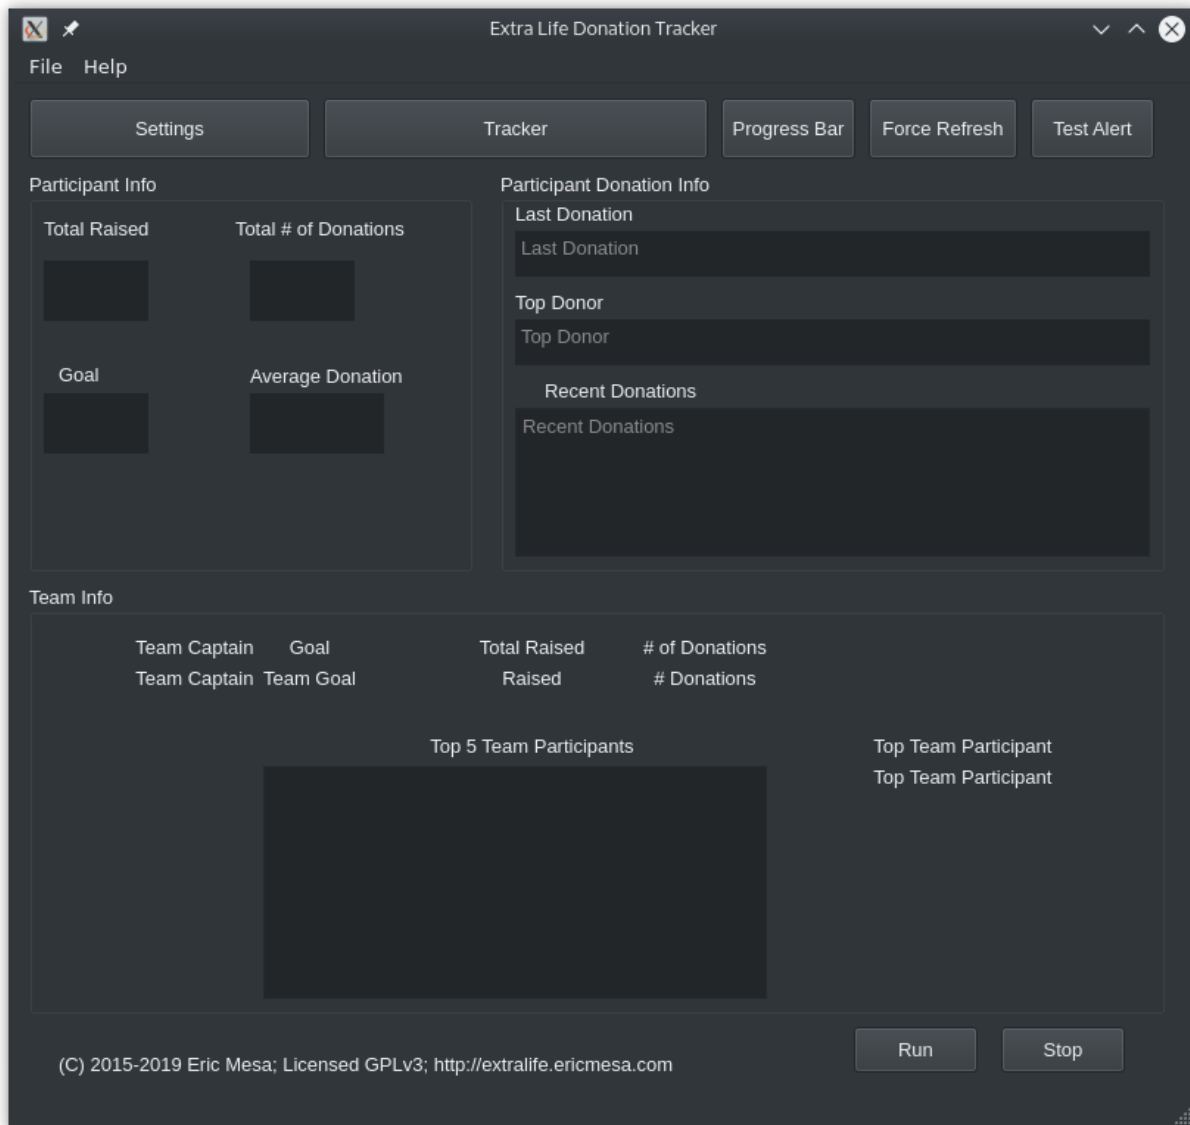 Extra Life Donation Tracker
File Help
Settings Tracker Progress Bar Force Refresh Test Alert
Participant Info
Total Raised Total # of Donations
Goal Average Donation
Participant Donation Info
Last Donation
Last Donation
Top Donor
Top Donor
Recent Donations
Recent Donations
Team Info
Team Captain Goal Total Raised # of Donations
Team Captain Team Goal Raised # Donations
Top 5 Team Participants Top Team Participant
Top Team Participant
Run Stop
(C) 2015-2019 Eric Mesa; Licensed GPLv3; http://extralife.ericmesa.com